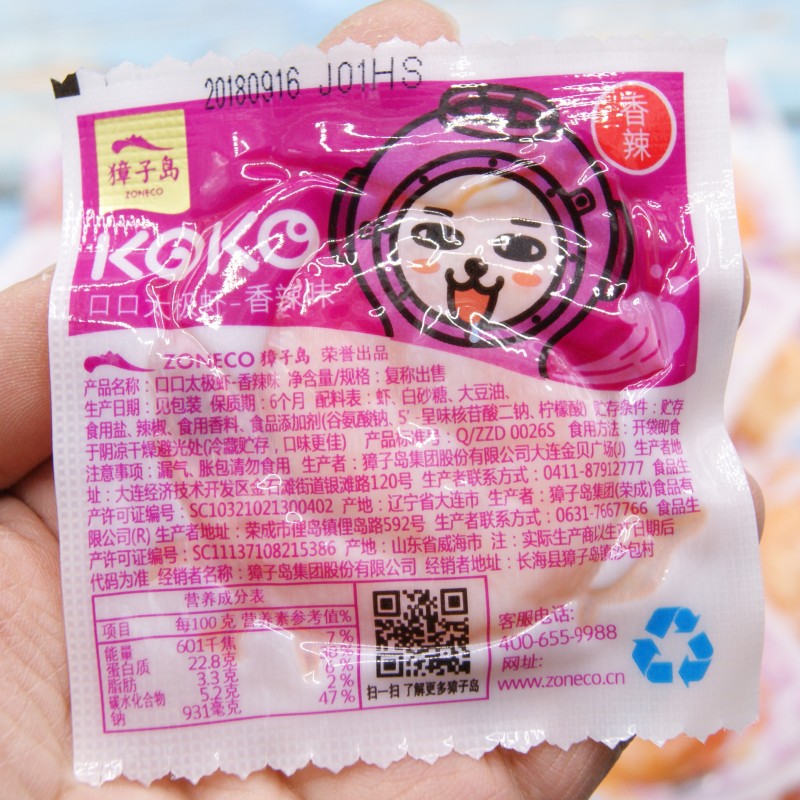 20180916 J01HS
香辣
獐子岛
ZONECO
KOKO
口口太极虾-香辣味
ZONECO 獐子岛 荣誉出品
产品名称：口口太极虾-香辣味 净含量/规格：复称出售
生产日期：见包装 保质期：6个月 配料表：虾、白砂糖、大豆油、
食用盐、辣椒、食用香料、食品添加剂(谷氨酸钠、5'-呈味核苷酸二钠、柠檬酸) 贮存条件：贮存
于阴凉干燥避光处(冷藏贮存，口味更佳) 产品标准号：Q/ZZD 0026S 食用方法：开袋即食
注意事项：漏气、胀包请勿食用 生产者：獐子岛集团股份有限公司大连金贝广场(J) 生产者地
址：大连经济技术开发区金石滩街道银滩路120号 生产者联系方式：0411-87912777 食品生
产许可证编号：SC10321021310402 产地：辽宁省大连市 生产者：獐子岛集团(荣成)食品有
限公司(R) 生产者地址：荣成市俚岛镇俚岛路592号 生产者联系方式：0631-7667766 食品生
产许可证编号：SC11137108215386 产地：山东省威海市 注：实际生产商以生产日期后
代码为准 经销者名称：獐子岛集团股份有限公司 经销者地址：长海县獐子岛镇沙包村
营养成分表
项目 每100克 营养素参考值%
能量 601千焦 7%
蛋白质 22.8克
脂肪 3.3克 6%
碳水化合物 5.2克 2%
钠 931毫克 47%
扫一扫 了解更多獐子岛
客服电话：
400-655-9988
网址：
www.zoneco.cn